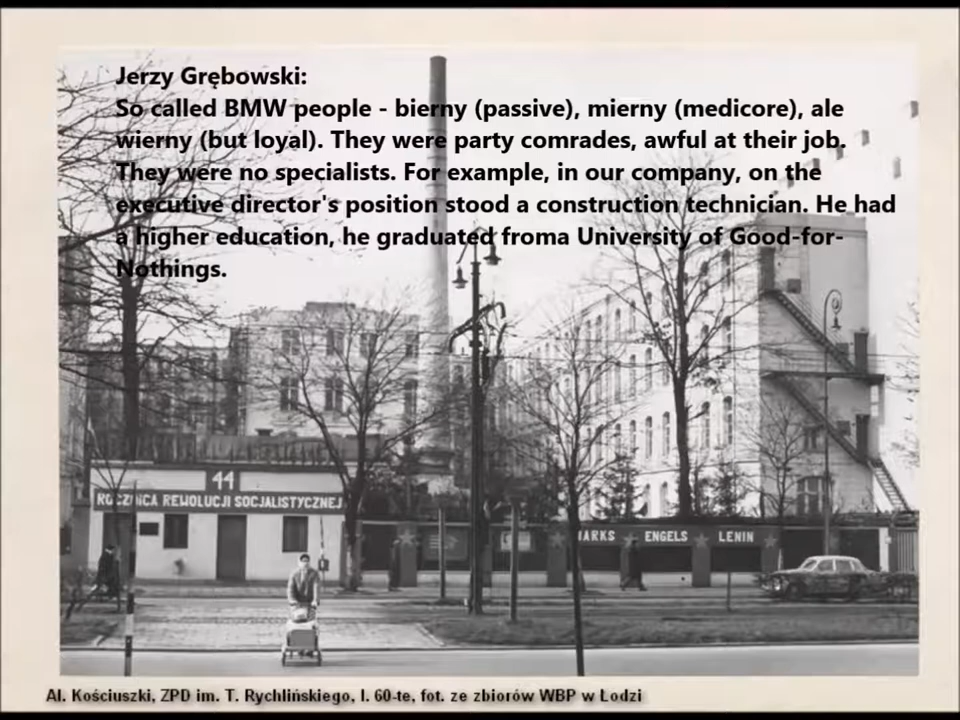 Jerzy Grębowski:
So called BMW people - bierny (passive), mierny (medicore), ale
wierny (but loyal). They were party comrades, awful at their job.
They were no specialists. For example, in our company, on the
executive director's position stood a construction technician. He had
a higher education, he graduated froma University of Good-for-
Nothings.
44
ROCZNICA REWOLUCJI SOCJALISTYCZNEJ
MARKS ENGELS LENIN
Al. Kościuszki, ZPD im. T. Rychlińskiego, l. 60-te, fot. ze zbiorów WBP w Łodzi